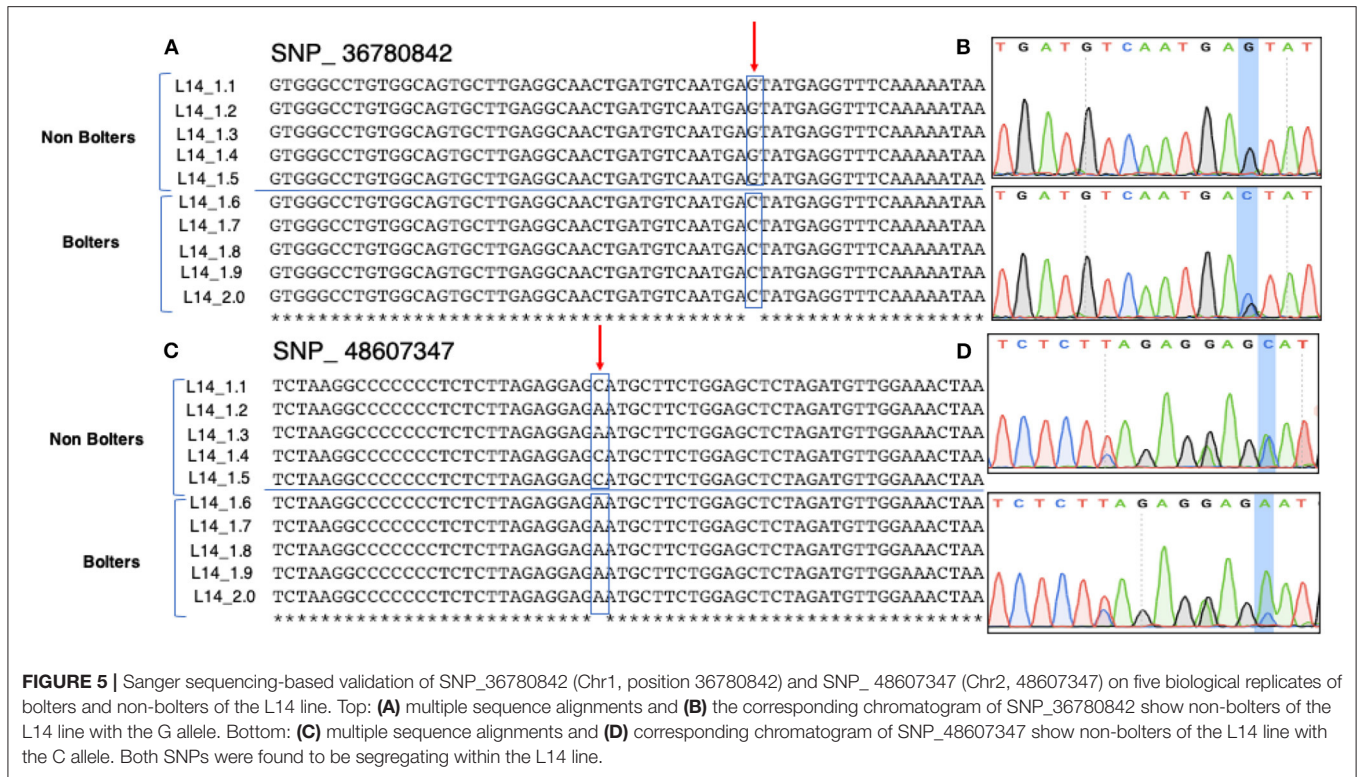 A
SNP_ 36780842
Non Bolters
L14_1.1 GTGGGCCTGTGGCAGTGCTTGAGGCAACTGATGTCAATGAGTATGAGGTTTCAAAAATAA
L14_1.2 GTGGGCCTGTGGCAGTGCTTGAGGCAACTGATGTCAATGAGTATGAGGTTTCAAAAATAA
L14_1.3 GTGGGCCTGTGGCAGTGCTTGAGGCAACTGATGTCAATGAGTATGAGGTTTCAAAAATAA
L14_1.4 GTGGGCCTGTGGCAGTGCTTGAGGCAACTGATGTCAATGAGTATGAGGTTTCAAAAATAA
L14_1.5 GTGGGCCTGTGGCAGTGCTTGAGGCAACTGATGTCAATGAGTATGAGGTTTCAAAAATAA
Bolters
L14_1.6 GTGGGCCTGTGGCAGTGCTTGAGGCAACTGATGTCAATGACTATGAGGTTTCAAAAATAA
L14_1.7 GTGGGCCTGTGGCAGTGCTTGAGGCAACTGATGTCAATGACTATGAGGTTTCAAAAATAA
L14_1.8 GTGGGCCTGTGGCAGTGCTTGAGGCAACTGATGTCAATGACTATGAGGTTTCAAAAATAA
L14_1.9 GTGGGCCTGTGGCAGTGCTTGAGGCAACTGATGTCAATGACTATGAGGTTTCAAAAATAA
L14_2.0 GTGGGCCTGTGGCAGTGCTTGAGGCAACTGATGTCAATGACTATGAGGTTTCAAAAATAA
**************************************** *******************
B
T G A T G T C A A T G A G T A T
T G A T G T C A A T G A C T A T
C
SNP_ 48607347
Non Bolters
L14_1.1 TCTAAGGCCCCCCCTCTCTTAGAGGAGCATGCTTCTGGAGCTCTAGATGTTGGAAACTAA
L14_1.2 TCTAAGGCCCCCCCTCTCTTAGAGGAGAATGCTTCTGGAGCTCTAGATGTTGGAAACTAA
L14_1.3 TCTAAGGCCCCCCCTCTCTTAGAGGAGAATGCTTCTGGAGCTCTAGATGTTGGAAACTAA
L14_1.4 TCTAAGGCCCCCCCTCTCTTAGAGGAGCATGCTTCTGGAGCTCTAGATGTTGGAAACTAA
L14_1.5 TCTAAGGCCCCCCCTCTCTTAGAGGAGCATGCTTCTGGAGCTCTAGATGTTGGAAACTAA
Bolters
L14_1.6 TCTAAGGCCCCCCCTCTCTTAGAGGAGAATGCTTCTGGAGCTCTAGATGTTGGAAACTAA
L14_1.7 TCTAAGGCCCCCCCTCTCTTAGAGGAGAATGCTTCTGGAGCTCTAGATGTTGGAAACTAA
L14_1.8 TCTAAGGCCCCCCCTCTCTTAGAGGAGAATGCTTCTGGAGCTCTAGATGTTGGAAACTAA
L14_1.9 TCTAAGGCCCCCCCTCTCTTAGAGGAGAATGCTTCTGGAGCTCTAGATGTTGGAAACTAA
L14_2.0 TCTAAGGCCCCCCCTCTCTTAGAGGAGAATGCTTCTGGAGCTCTAGATGTTGGAAACTAA
*************************** ********************************
D
T C T C T T A G A G G A G C A T
T C T C T T A G A G G A G A A T
FIGURE 5 | Sanger sequencing-based validation of SNP_36780842 (Chr1, position 36780842) and SNP_ 48607347 (Chr2, 48607347) on five biological replicates of
bolters and non-bolters of the L14 line. Top: (A) multiple sequence alignments and (B) the corresponding chromatogram of SNP_36780842 show non-bolters of the
L14 line with the G allele. Bottom: (C) multiple sequence alignments and (D) corresponding chromatogram of SNP_48607347 show non-bolters of the L14 line with
the C allele. Both SNPs were found to be segregating within the L14 line.